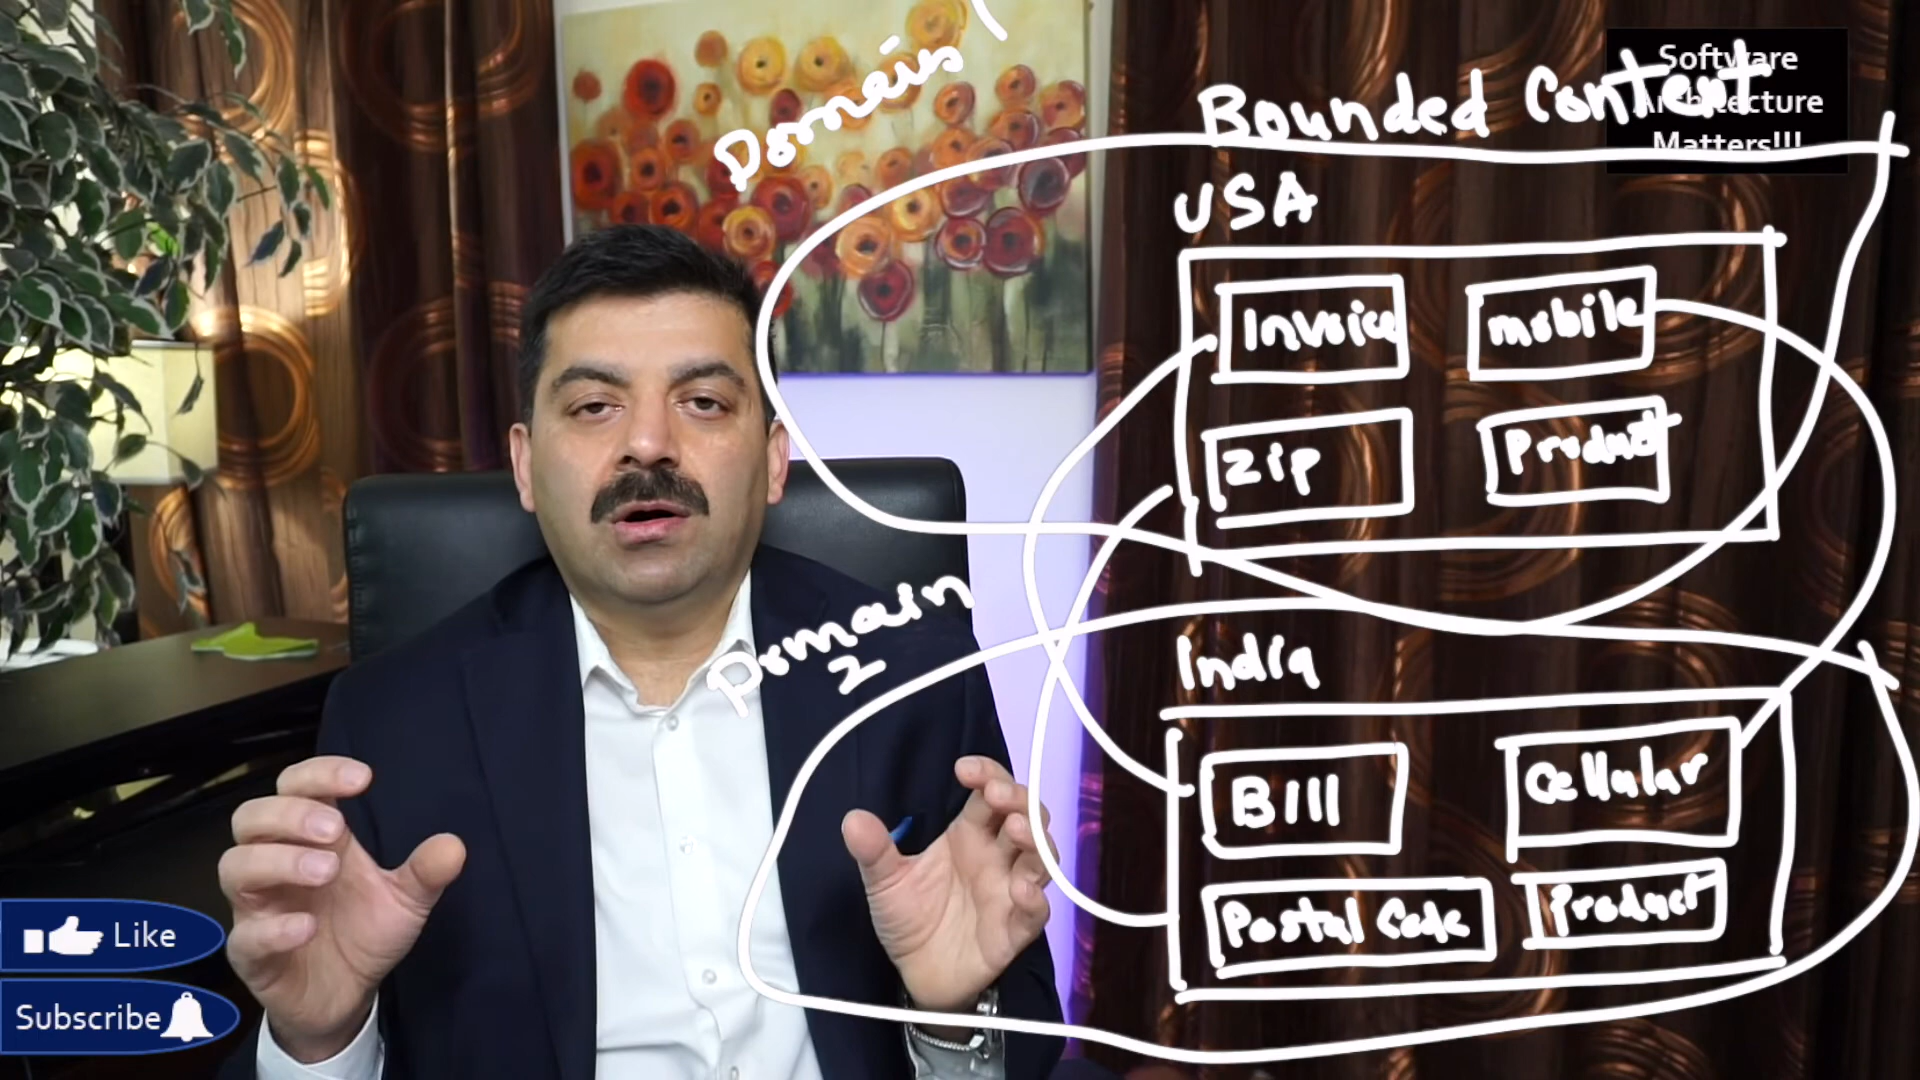 Domain 1
Software
Architecture
Matters!!!
Bounded Context
USA
Invoice
mobile
Zip
Product
Domain
2
India
Bill
Cellular
Postal Code
Product
Like
Subscribe